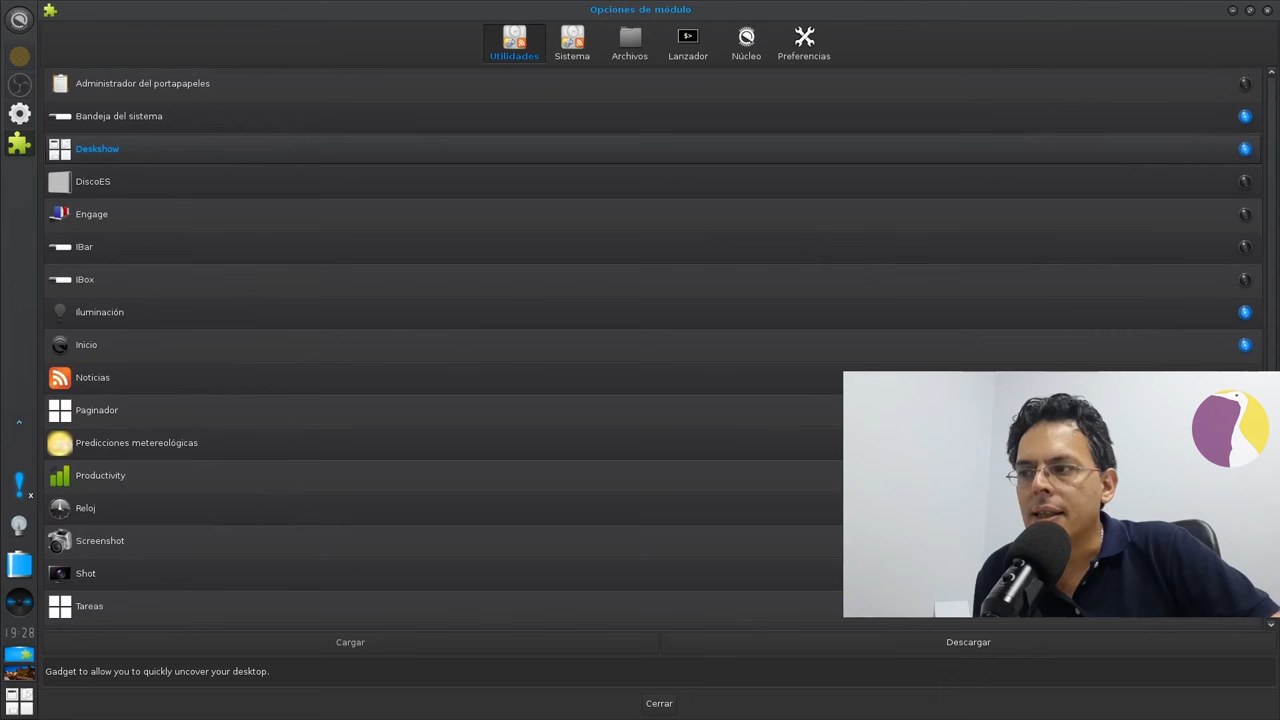 Opciones de módulo
Utilidades
Sistema
Archivos
$>
Lanzador
Núcleo
Preferencias
Administrador del portapapeles
Bandeja del sistema
Deskshow
DiscoES
Engage
IBar
IBox
Iluminación
Inicio
Noticias
Paginador
Predicciones metereológicas
Productivity
Reloj
Screenshot
Shot
Tareas
x
19:28
Cargar
Descargar
Gadget to allow you to quickly uncover your desktop.
Cerrar